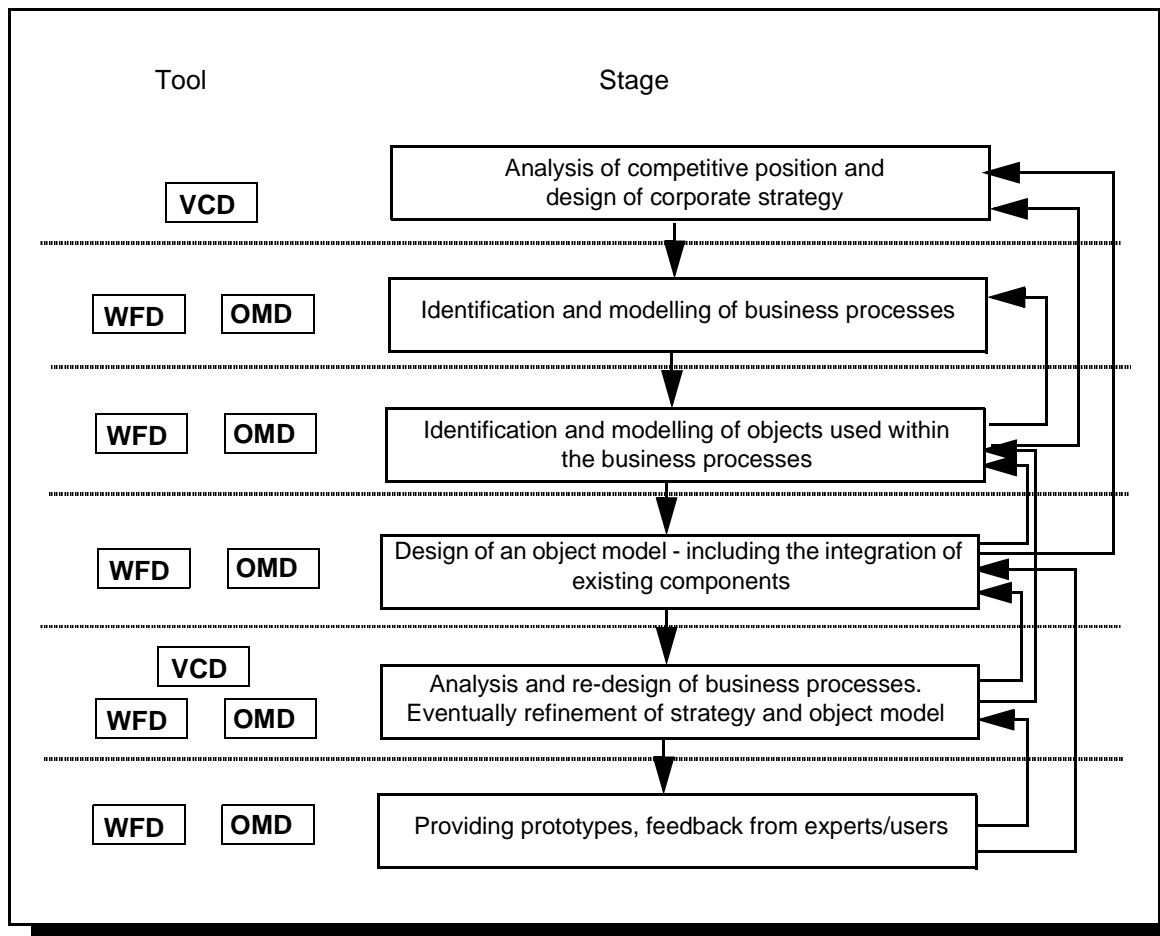 Tool
Stage
VCD
Analysis of competitive position and
design of corporate strategy
WFD
OMD
Identification and modelling of business processes
WFD
OMD
Identification and modelling of objects used within
the business processes
WFD
OMD
Design of an object model - including the integration of
existing components
VCD
WFD
OMD
Analysis and re-design of business processes.
Eventually refinement of strategy and object model
WFD
OMD
Providing prototypes, feedback from experts/users